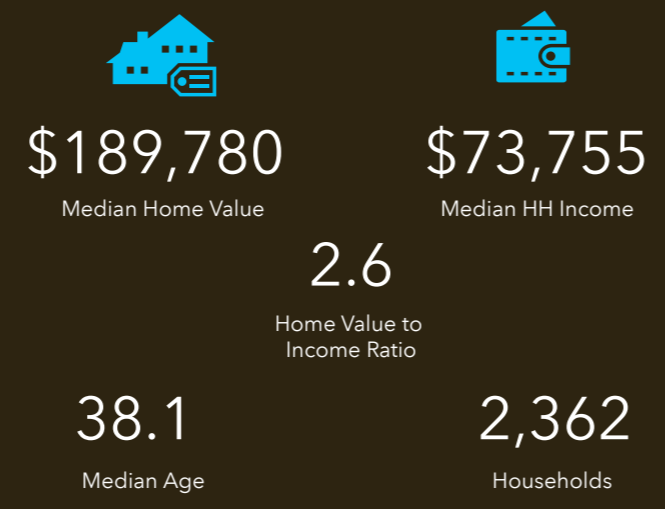 $189,780
Median Home Value
$73,755
Median HH Income
2.6
Home Value to
Income Ratio
38.1
Median Age
2,362
Households